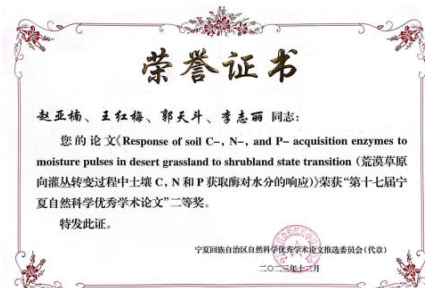 荣誉证书
赵亚楠、王红梅、郭天斗、李志丽 同志：
您的论文《Response of soil C-, N-, and P- acquisition enzymes to
moisture pulses in desert grassland to shrubland state transition（荒漠草原
向灌丛转变过程中土壤 C，N 和 P 获取酶对水分的响应）》荣获“第十七届宁
夏自然科学优秀学术论文”二等奖。
特发此证。
宁夏回族自治区自然科学优秀学术论文推选委员会（代章）
二〇二三年十二月